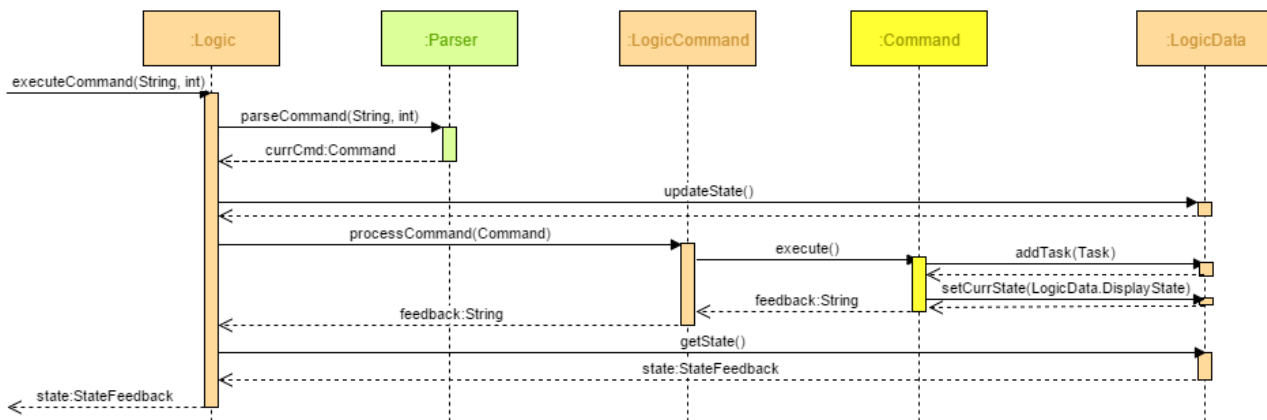 :Logic
:Parser
:LogicCommand
:Command
:LogicData
executeCommand(String, int)
parseCommand(String, int)
currCmd:Command
updateState()
processCommand(Command)
execute()
addTask(Task)
setCurrState(LogicData.DisplayState)
feedback:String
feedback:String
getState()
state:StateFeedback
state:StateFeedback